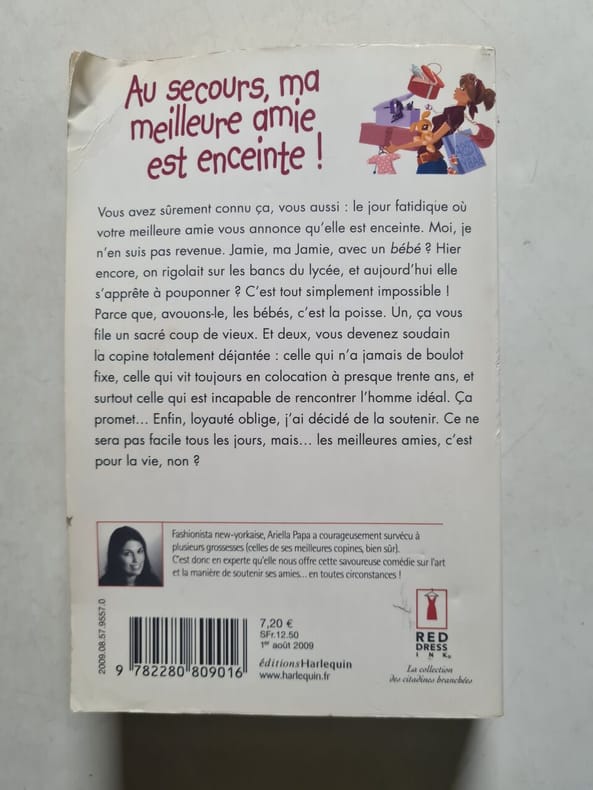 Au secours, ma
meilleure amie
est enceinte !
Vous avez sûrement connu ça, vous aussi : le jour fatidique où
votre meilleure amie vous annonce qu'elle est enceinte. Moi, je
n'en suis pas revenue. Jamie, ma Jamie, avec un bébé ? Hier
encore, on rigolait sur les bancs du lycée, et aujourd'hui elle
s'apprête à pouponner ? C'est tout simplement impossible !
Parce que, avouons-le, les bébés, c'est la poisse. Un, ça vous
file un sacré coup de vieux. Et deux, vous devenez soudain
la copine totalement déjantée : celle qui n'a jamais de boulot
fixe, celle qui vit toujours en colocation à presque trente ans, et
surtout celle qui est incapable de rencontrer l'homme idéal. Ça
promet... Enfin, loyauté oblige, j'ai décidé de la soutenir. Ce ne
sera pas facile tous les jours, mais... les meilleures amies, c'est
pour la vie, non ?
Fashionista new-yorkaise, Ariella Papa a courageusement survécu à
plusieurs grossesses (celles de ses meilleures copines, bien sûr).
C'est donc en experte qu'elle nous offre cette savoureuse comédie sur l'art
et la manière de soutenir ses amies... en toutes circonstances !
2009.08.57.9557.0
9 782280 809016
7,20 €
SFr.12.50
1er août 2009
éditions Harlequin
www.harlequin.fr
RED
DRESS
INK
La collection
des citadines branchées